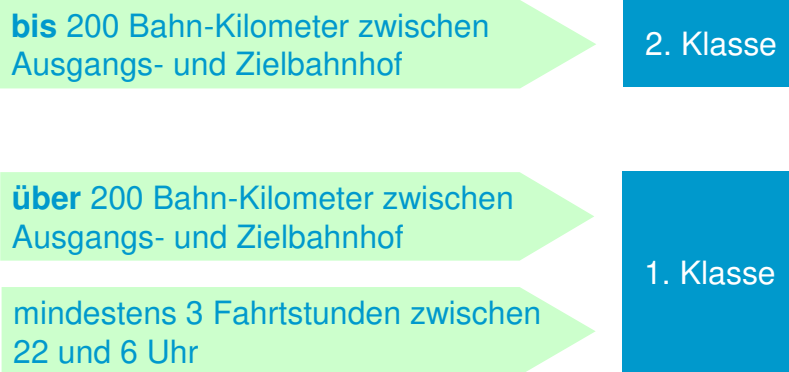 bis 200 Bahn-Kilometer zwischen
Ausgangs- und Zielbahnhof
2. Klasse
über 200 Bahn-Kilometer zwischen
Ausgangs- und Zielbahnhof
mindestens 3 Fahrtstunden zwischen
22 und 6 Uhr
1. Klasse